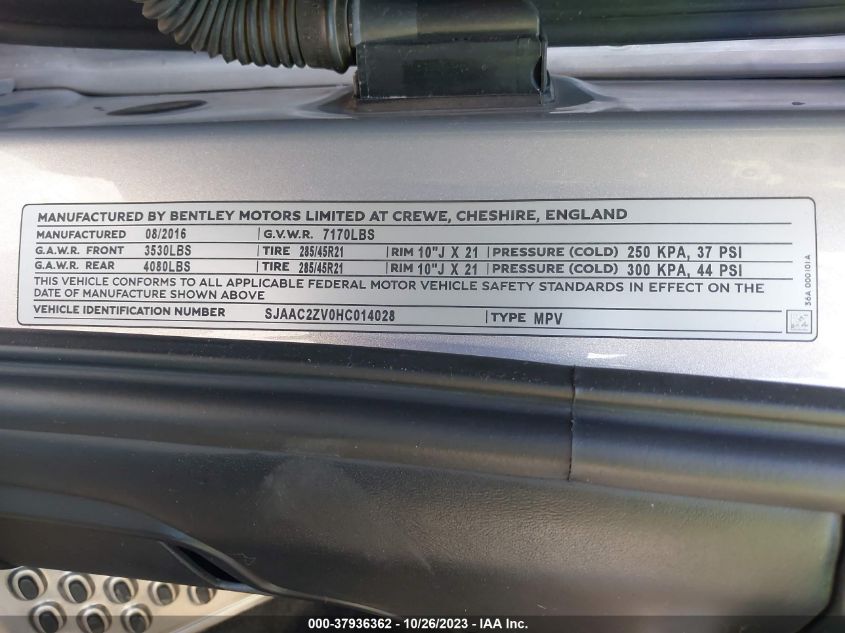 MANUFACTURED BY BENTLEY MOTORS LIMITED AT CREWE, CHESHIRE, ENGLAND
MANUFACTURED 08/2016 G.V.W.R. 7170LBS
G.A.W.R. FRONT 3530LBS TIRE 285/45R21 RIM 10"J X 21 PRESSURE (COLD) 250 KPA, 37 PSI
G.A.W.R. REAR 4080LBS TIRE 285/45R21 RIM 10"J X 21 PRESSURE (COLD) 300 KPA, 44 PSI
THIS VEHICLE CONFORMS TO ALL APPLICABLE FEDERAL MOTOR VEHICLE SAFETY STANDARDS IN EFFECT ON THE
DATE OF MANUFACTURE SHOWN ABOVE
VEHICLE IDENTIFICATION NUMBER SJAAC2ZV0HC014028 TYPE MPV
36A 000101A
000-37936362 - 10/26/2023 - IAA Inc.